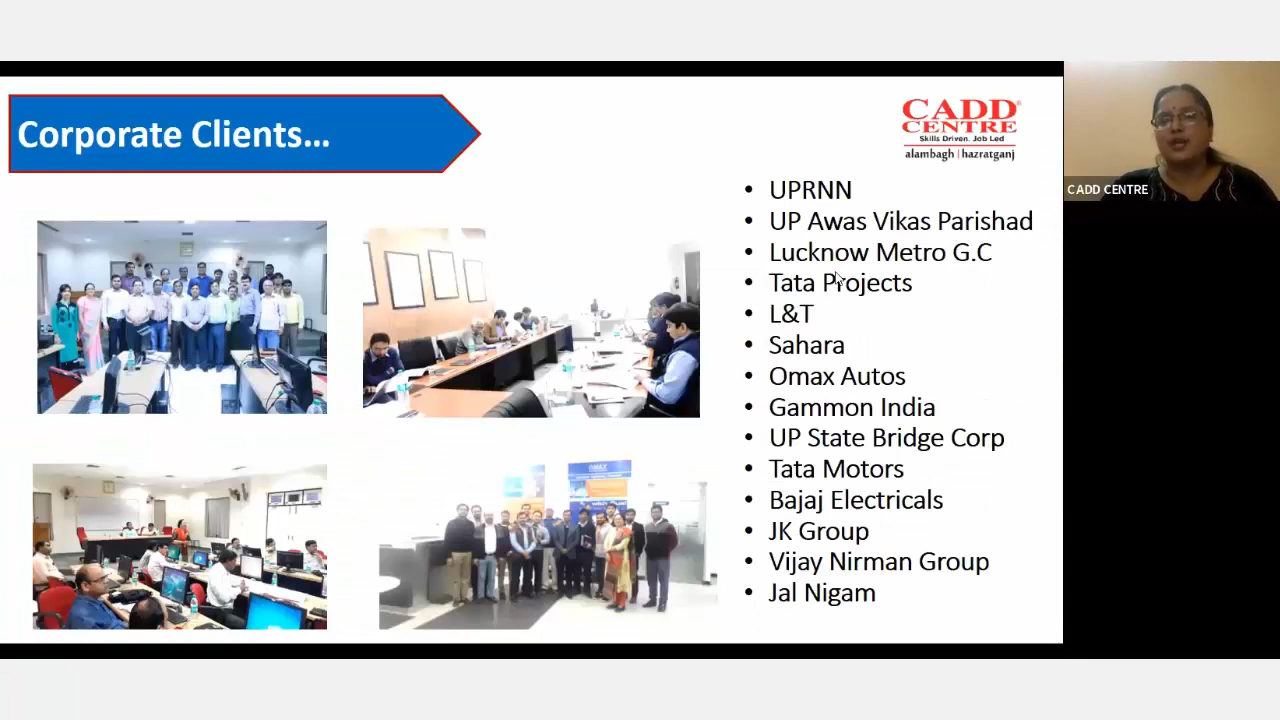 Corporate Clients...
CADD
CENTRE
Skills Driven. Job Led
alambagh | hazratganj
• UPRNN
• UP Awas Vikas Parishad
• Lucknow Metro G.C
• Tata Projects
• L&T
• Sahara
• Omax Autos
• Gammon India
• UP State Bridge Corp
• Tata Motors
• Bajaj Electricals
• JK Group
• Vijay Nirman Group
• Jal Nigam
CADD CENTRE